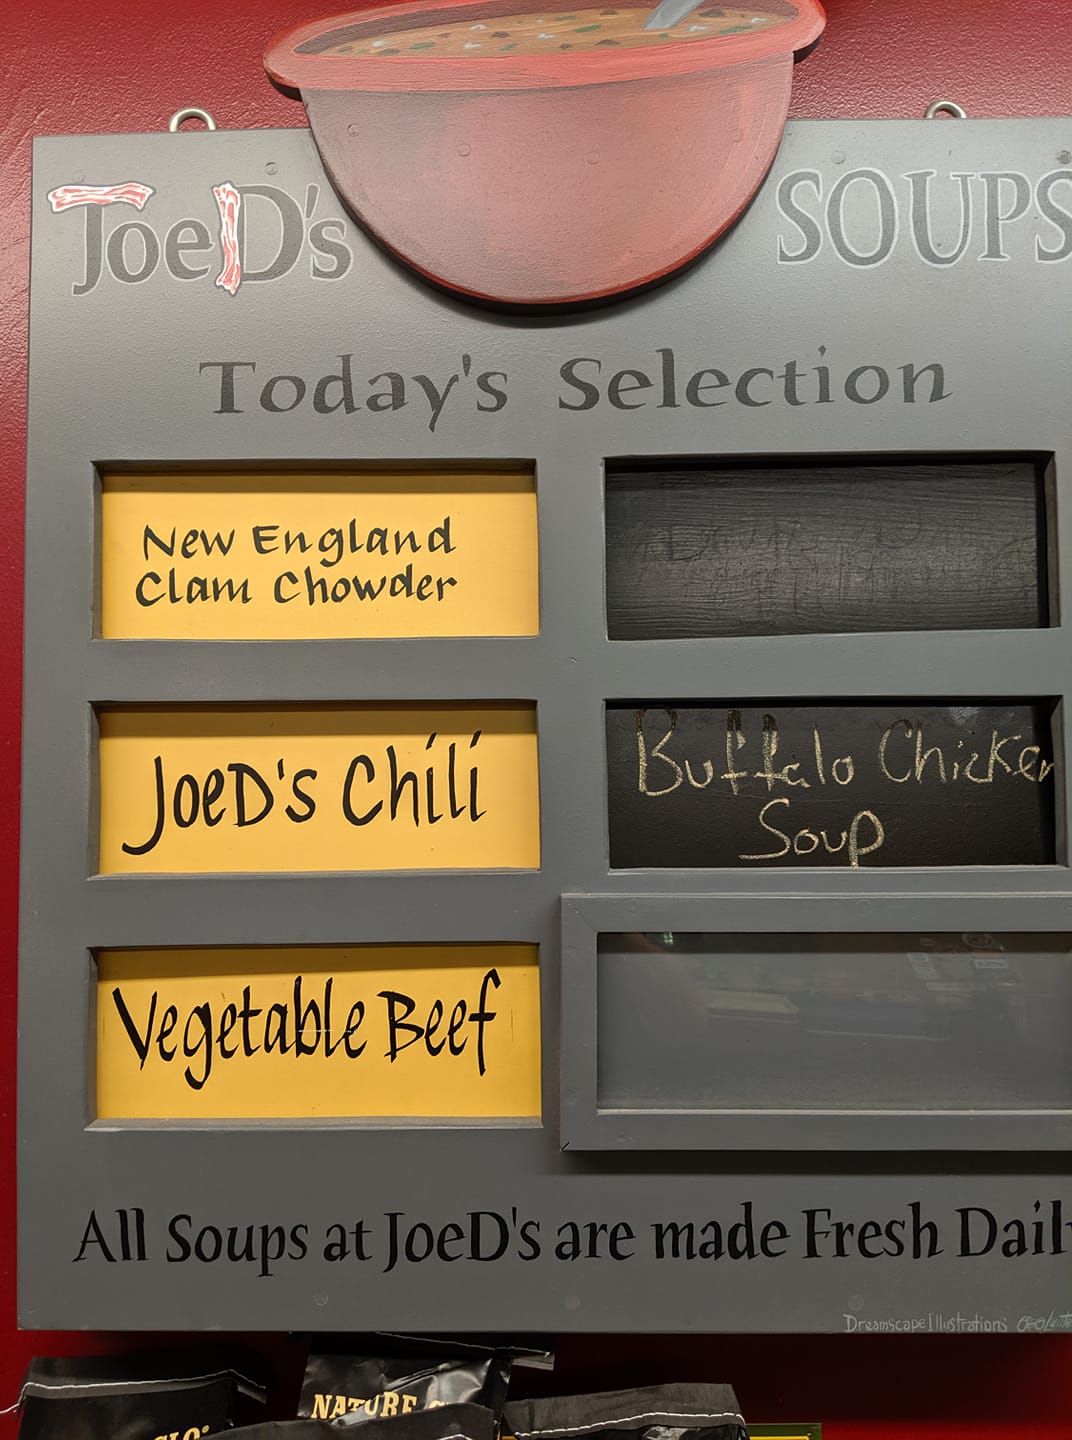 JoeD's SOUPS
Today's Selection
New England
Clam Chowder
JoeD's Chili
Buffalo Chicken
Soup
Vegetable Beef
All Soups at JoeD's are made Fresh Dail
Dreamscape Illustrations
NATURE